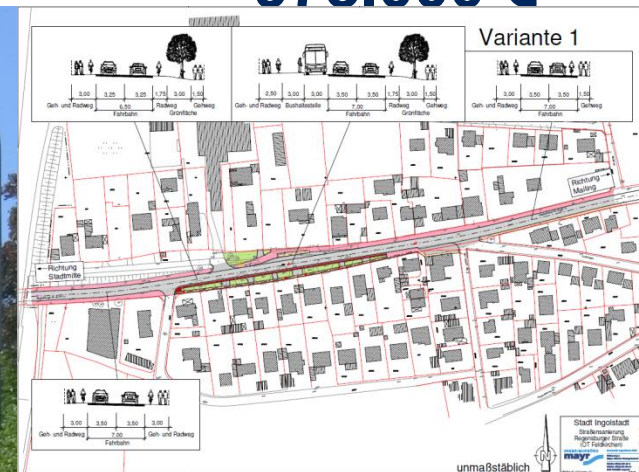 Variante 1
3,00 3,25 3,25 1,75 3,00 1,50
Geh- und Radweg 6,50 Radweg Gehweg
Fahrbahn Grünfläche
2,50 3,00 3,50 3,50 1,75 3,00 1,50
Geh- und Radweg Bushaltestelle 7,00 Radweg Gehweg
Fahrbahn Grünfläche
3,00 3,50 3,50 1,50
Geh- und Radweg 7,00 Gehweg
Fahrbahn
Richtung
Mailing
Richtung
Stadtmitte
3,00 3,50 3,50 3,00
Geh- und Radweg 7,00 Geh- und Radweg
Fahrbahn
unmaßstäblich
N
Stadt Ingolstadt
Straßensanierung
Regensburger Straße
(OT Feldkirchen)
mayr